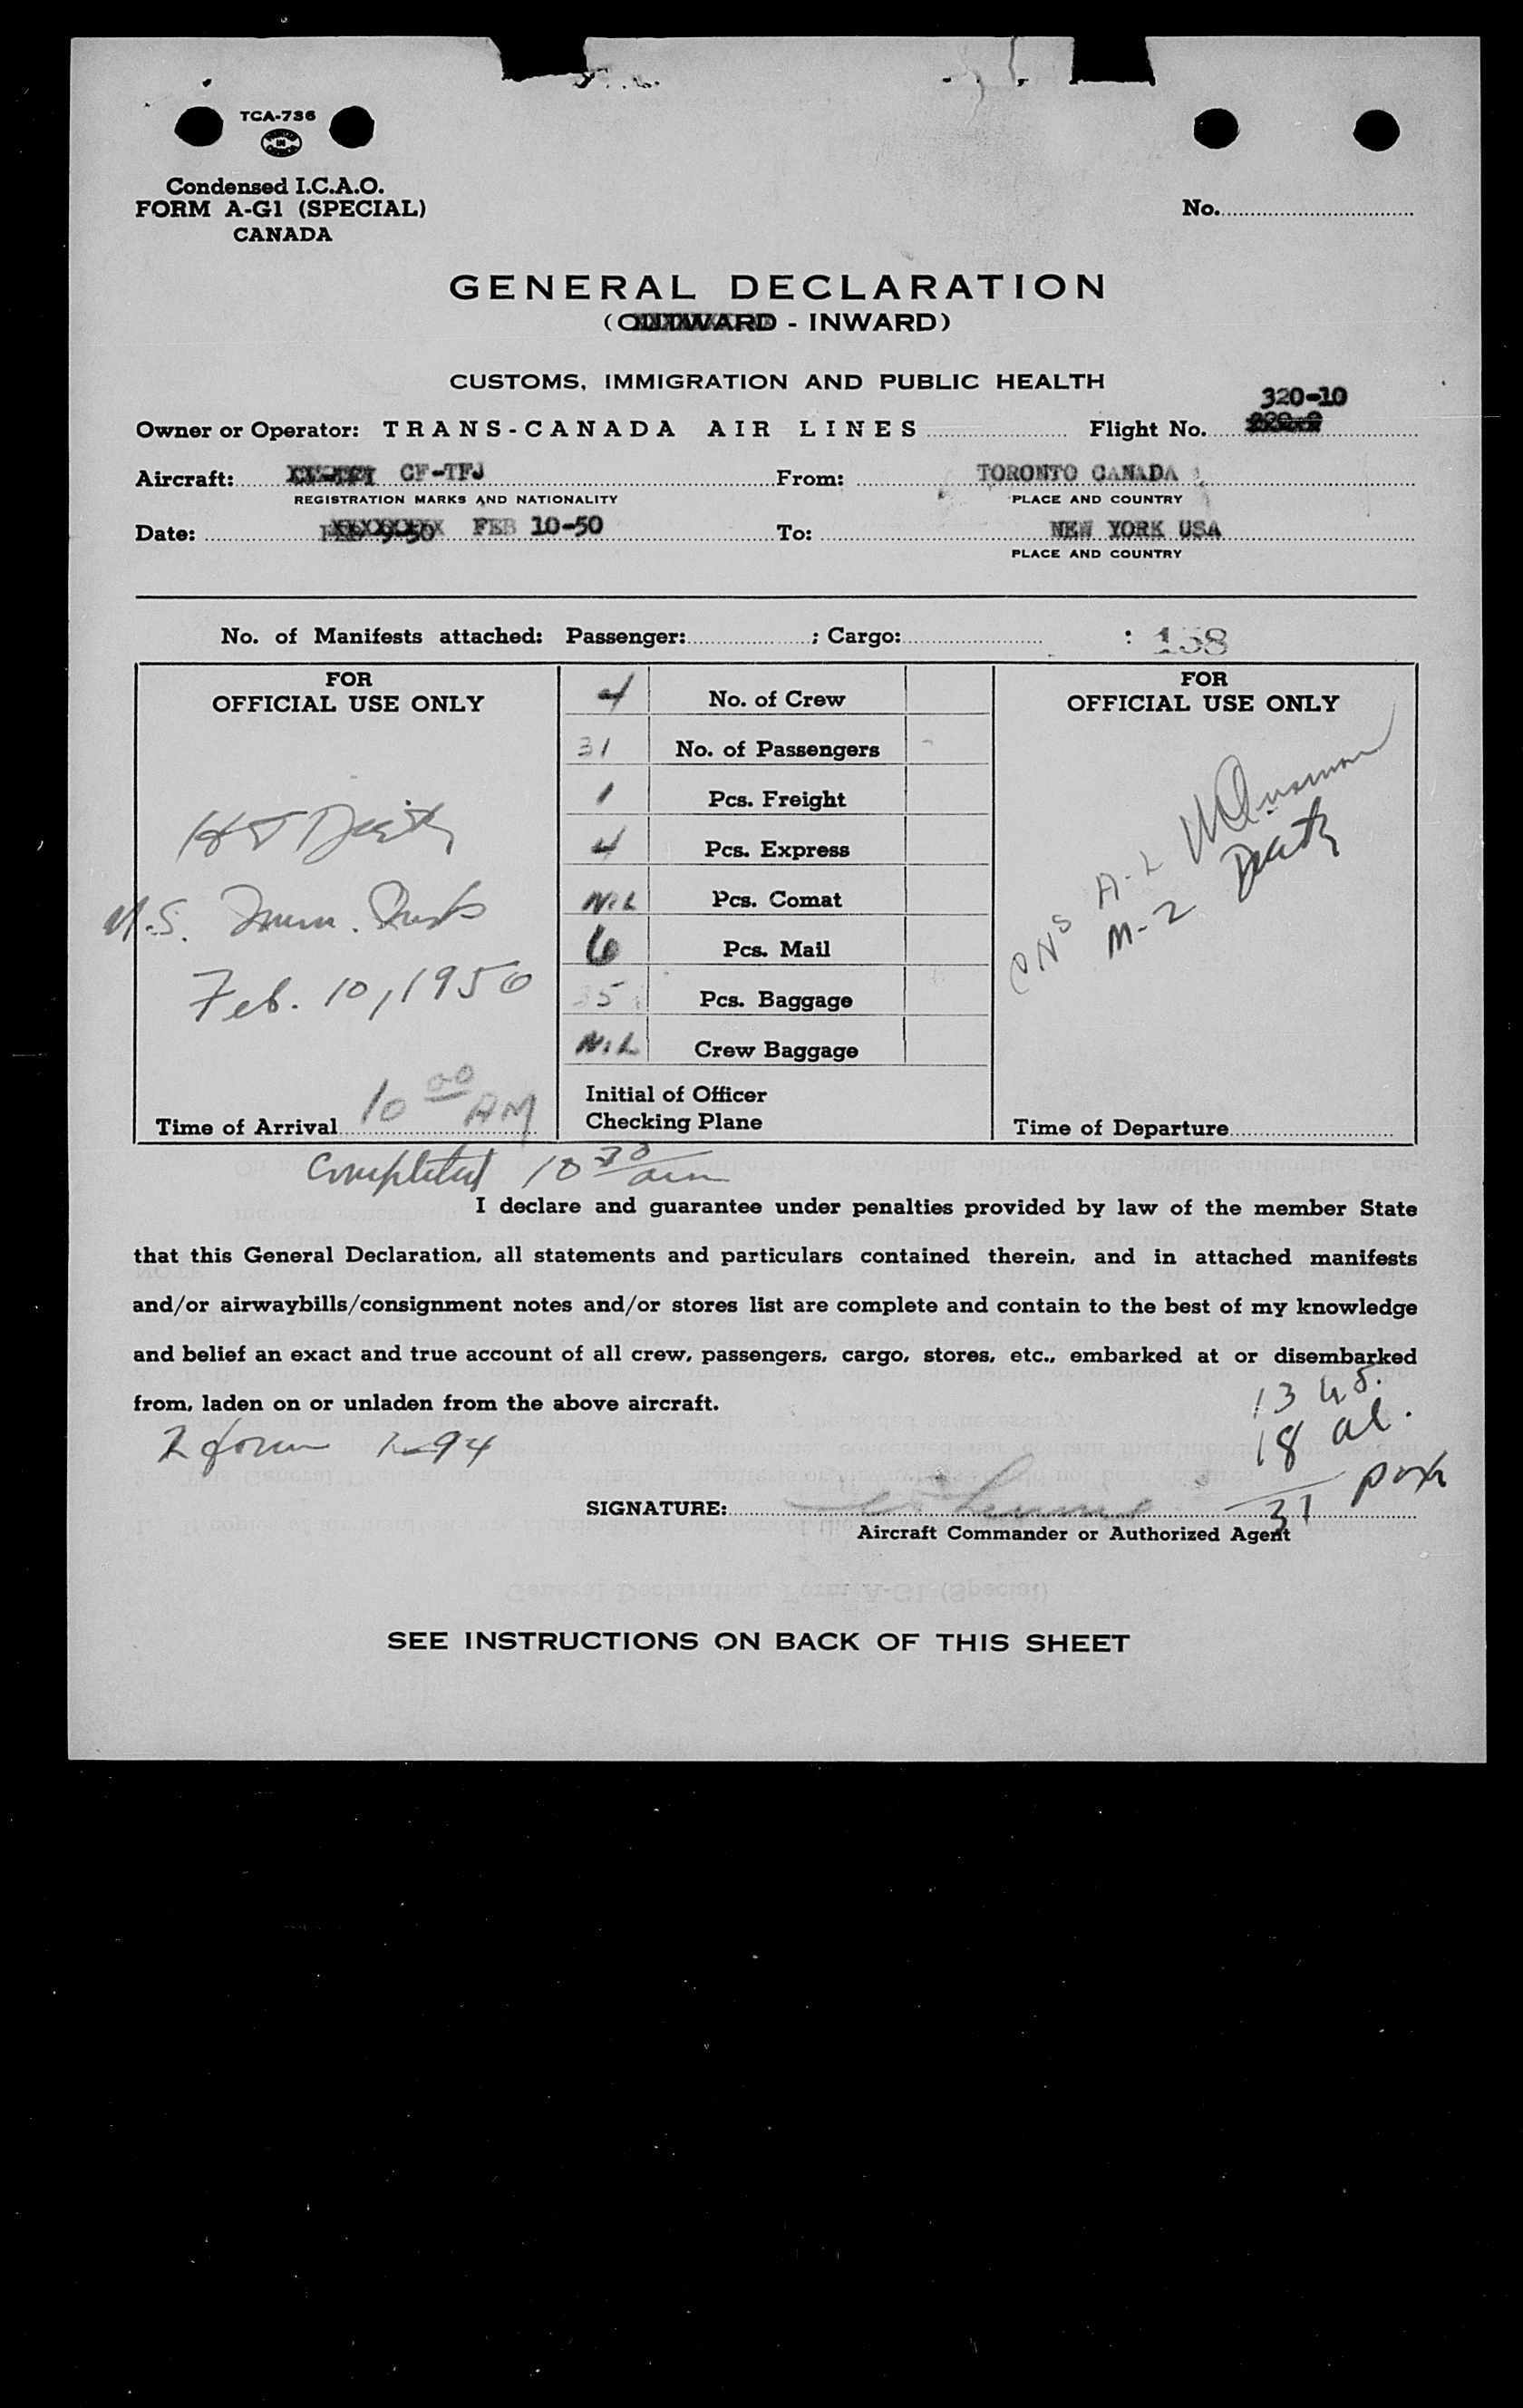 TCA-736
Condensed I.C.A.O.
FORM A-G1 (SPECIAL)
CANADA
No.
GENERAL DECLARATION
(OUTWARD - INWARD)
CUSTOMS, IMMIGRATION AND PUBLIC HEALTH
320-10
Owner or Operator: TRANS-CANADA AIR LINES Flight No.
Aircraft: CF-TFJ From: TORONTO CANADA
REGISTRATION MARKS AND NATIONALITY PLACE AND COUNTRY
Date: FEB 10-50 To: NEW YORK USA
PLACE AND COUNTRY
No. of Manifests attached: Passenger: ; Cargo: : 158
FOR
OFFICIAL USE ONLY
U.S. Imm.
Feb. 10, 1950
10 00 AM
Time of Arrival
4 No. of Crew
31 No. of Passengers
1 Pcs. Freight
4 Pcs. Express
NiL Pcs. Comat
6 Pcs. Mail
35 Pcs. Baggage
NiL Crew Baggage
Initial of Officer
Checking Plane
FOR
OFFICIAL USE ONLY
A-2
M-2
Time of Departure
Completed 10 30 am
I declare and guarantee under penalties provided by law of the member State
that this General Declaration, all statements and particulars contained therein, and in attached manifests
and/or airwaybills/consignment notes and/or stores list are complete and contain to the best of my knowledge
and belief an exact and true account of all crew, passengers, cargo, stores, etc., embarked at or disembarked
from, laden on or unladen from the above aircraft.
13 us.
18 al.
31 pax
2 form I-94
SIGNATURE:
Aircraft Commander or Authorized Agent
SEE INSTRUCTIONS ON BACK OF THIS SHEET